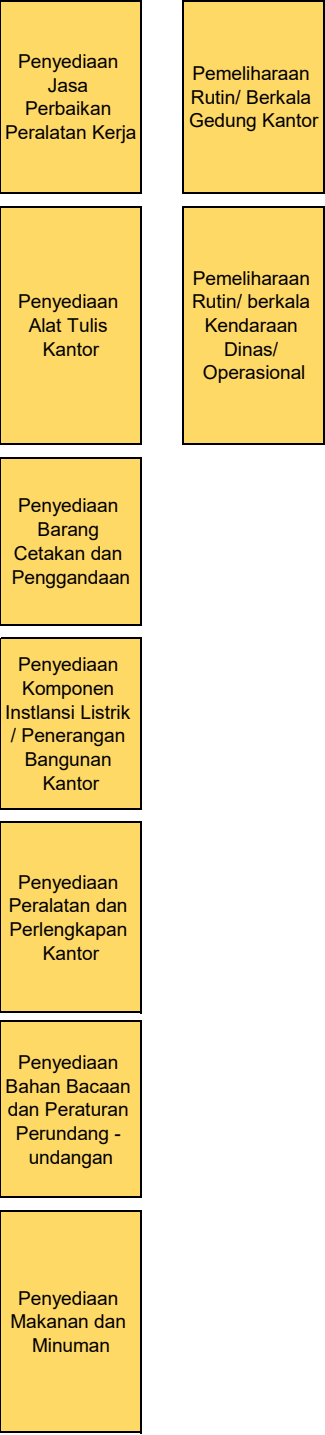 Penyediaan
Jasa
Perbaikan
Peralatan Kerja
Pemeliharaan
Rutin/ Berkala
Gedung Kantor
Penyediaan
Alat Tulis
Kantor
Pemeliharaan
Rutin/ berkala
Kendaraan
Dinas/
Operasional
Penyediaan
Barang
Cetakan dan
Penggandaan
Penyediaan
Komponen
Instlansi Listrik
/ Penerangan
Bangunan
Kantor
Penyediaan
Peralatan dan
Perlengkapan
Kantor
Penyediaan
Bahan Bacaan
dan Peraturan
Perundang -
undangan
Penyediaan
Makanan dan
Minuman